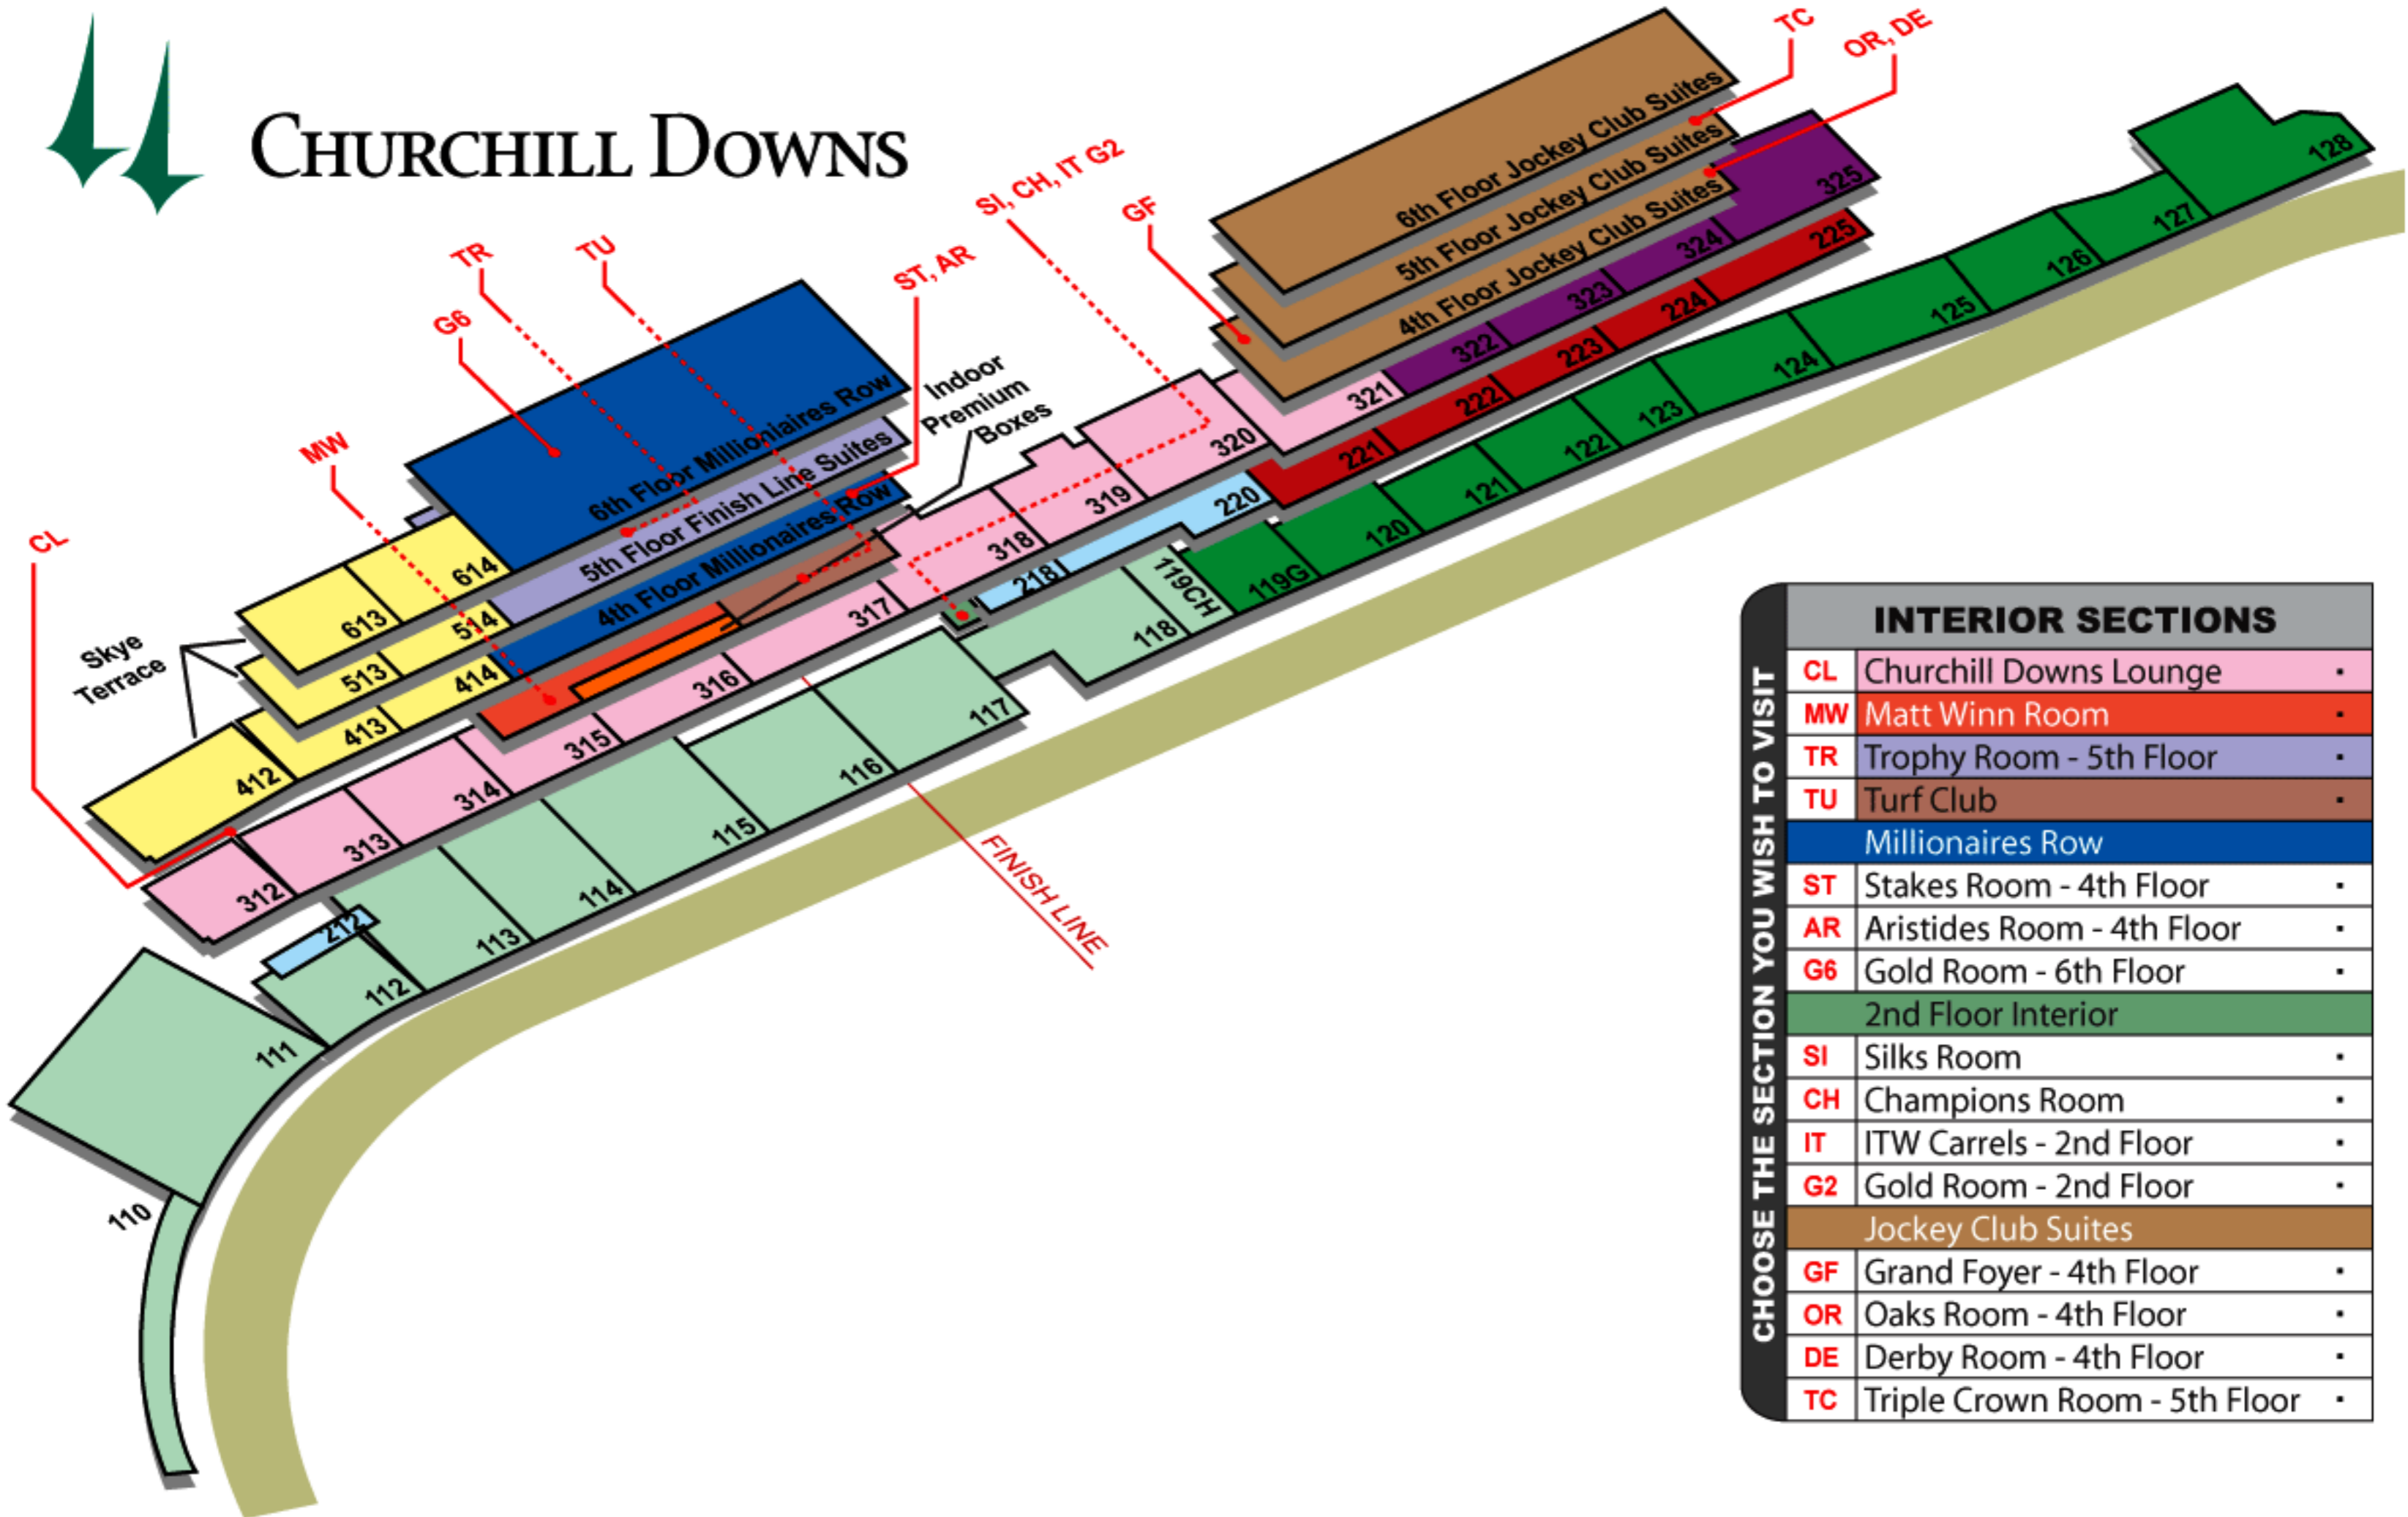 CHURCHILL DOWNS
TC
OR, DE
SI, CH, IT G2
GF
TR
TU
ST, AR
G6
MW
CL
6th Floor Jockey Club Suites
5th Floor Jockey Club Suites
4th Floor Jockey Club Suites
325
324
323
322
321
320
319
318
317
316
315
314
313
312
225
224
223
222
221
220
218
212
128
127
126
125
124
123
122
121
120
119G
119CH
118
117
116
115
114
113
112
111
110
6th Floor Millioniaires Row
5th Floor Finish Line Suites
4th Floor Millionaires Row
Indoor
Premium
Boxes
614
613
514
513
414
413
412
Skye
Terrace
FINISH LINE
CHOOSE THE SECTION YOU WISH TO VISIT
INTERIOR SECTIONS
CL Churchill Downs Lounge
MW Matt Winn Room
TR Trophy Room - 5th Floor
TU Turf Club
Millionaires Row
ST Stakes Room - 4th Floor
AR Aristides Room - 4th Floor
G6 Gold Room - 6th Floor
2nd Floor Interior
SI Silks Room
CH Champions Room
IT ITW Carrels - 2nd Floor
G2 Gold Room - 2nd Floor
Jockey Club Suites
GF Grand Foyer - 4th Floor
OR Oaks Room - 4th Floor
DE Derby Room - 4th Floor
TC Triple Crown Room - 5th Floor